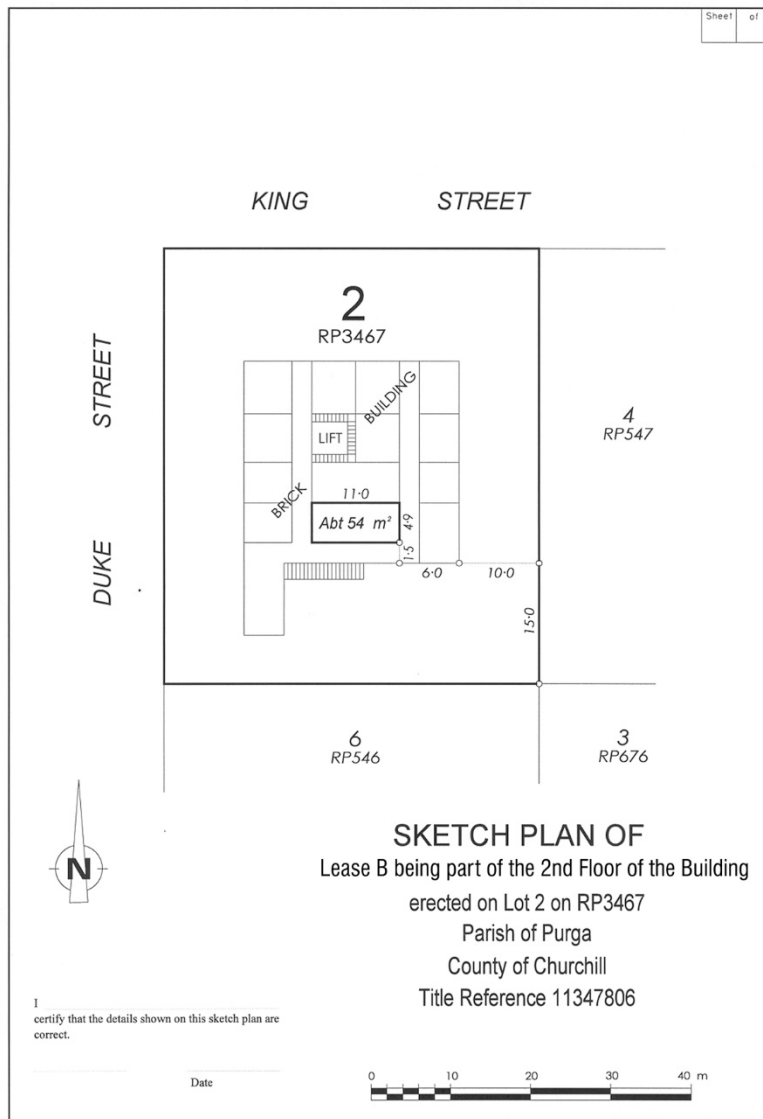 Sheet of
KING STREET
DUKE STREET
2
RP3467
BRICK BUILDING
LIFT
11·0
Abt 54 m²
4·9
1·5
6·0
10·0
15·0
4
RP547
6
RP546
3
RP676
N
SKETCH PLAN OF
Lease B being part of the 2nd Floor of the Building
erected on Lot 2 on RP3467
Parish of Purga
County of Churchill
Title Reference 11347806
I
certify that the details shown on this sketch plan are
correct.
Date
0 10 20 30 40 m